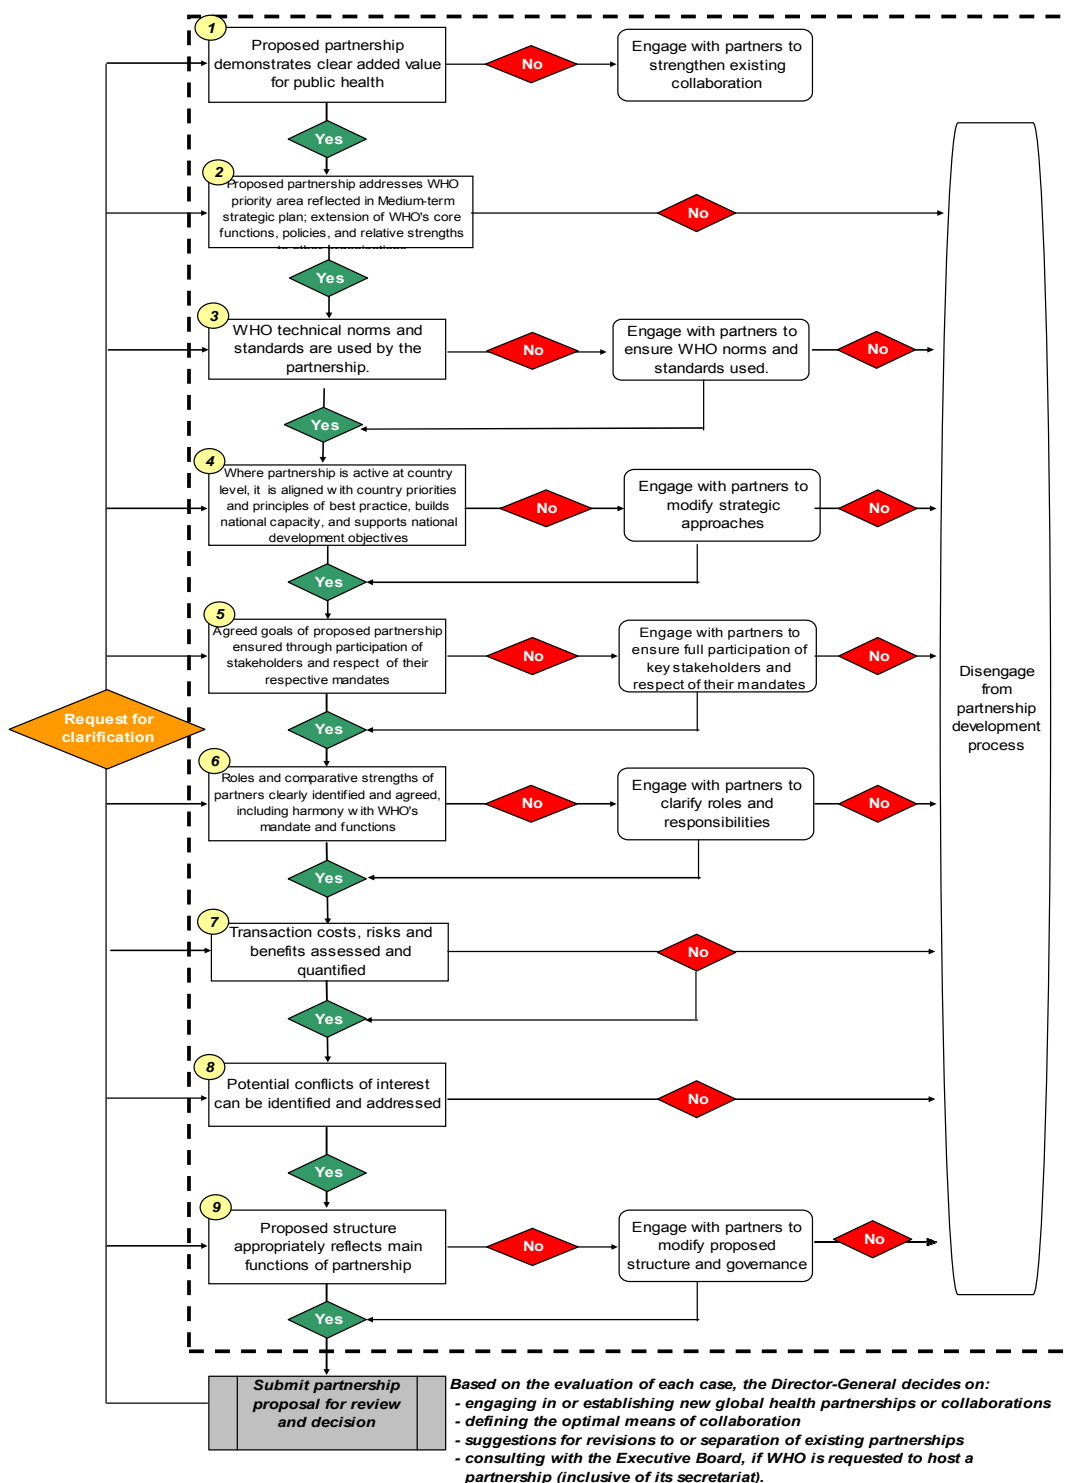 1
Proposed partnership
demonstrates clear added value
for public health
No
Engage with partners to
strengthen existing
collaboration
Yes
2
Proposed partnership addresses WHO
priority area reflected in Medium-term
strategic plan; extension of WHO's core
functions, policies, and relative strengths
No
Yes
3
WHO technical norms and
standards are used by the
partnership.
No
Engage with partners to
ensure WHO norms and
standards used.
No
Yes
4
Where partnership is active at country
level, it is aligned with country priorities
and principles of best practice, builds
national capacity, and supports national
development objectives
No
Engage with partners to
modify strategic
approaches
No
Yes
5
Agreed goals of proposed partnership
ensured through participation of
stakeholders and respect of their
respective mandates
No
Engage with partners to
ensure full participation of
key stakeholders and
respect of their mandates
No
Disengage
from
partnership
development
process
Request for
clarification
Yes
6
Roles and comparative strengths of
partners clearly identified and agreed,
including harmony with WHO's
mandate and functions
No
Engage with partners to
clarify roles and
responsibilities
No
Yes
7
Transaction costs, risks and
benefits assessed and
quantified
No
Yes
8
Potential conflicts of interest
can be identified and addressed
No
Yes
9
Proposed structure
appropriately reflects main
functions of partnership
No
Engage with partners to
modify proposed
structure and governance
No
Yes
Submit partnership
proposal for review
and decision
Based on the evaluation of each case, the Director-General decides on:
- engaging in or establishing new global health partnerships or collaborations
- defining the optimal means of collaboration
- suggestions for revisions to or separation of existing partnerships
- consulting with the Executive Board, if WHO is requested to host a
partnership (inclusive of its secretariat).